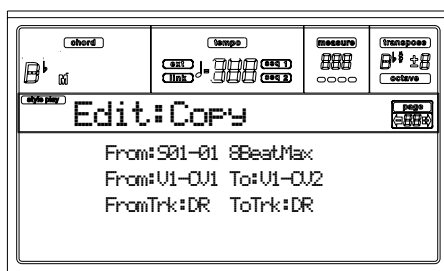 chord tempo measure transpose
ext seq 1
link seq 2
octave
style play
page
Edit:Copy
From:S01-01 8BeatMax
From:V1-CV1 To:V1-CV2
FromTrk:DR ToTrk:DR